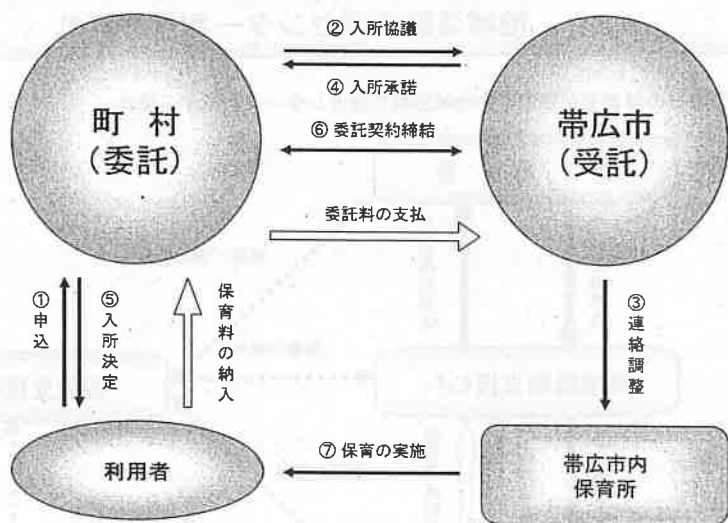 ② 入所協議
④ 入所承諾
⑥ 委託契約締結
委託料の支払
町 村
(委託)
帯広市
(受託)
①申込
⑤入所決定
保育料の納入
③連絡調整
利用者
⑦ 保育の実施
帯広市内
保育所